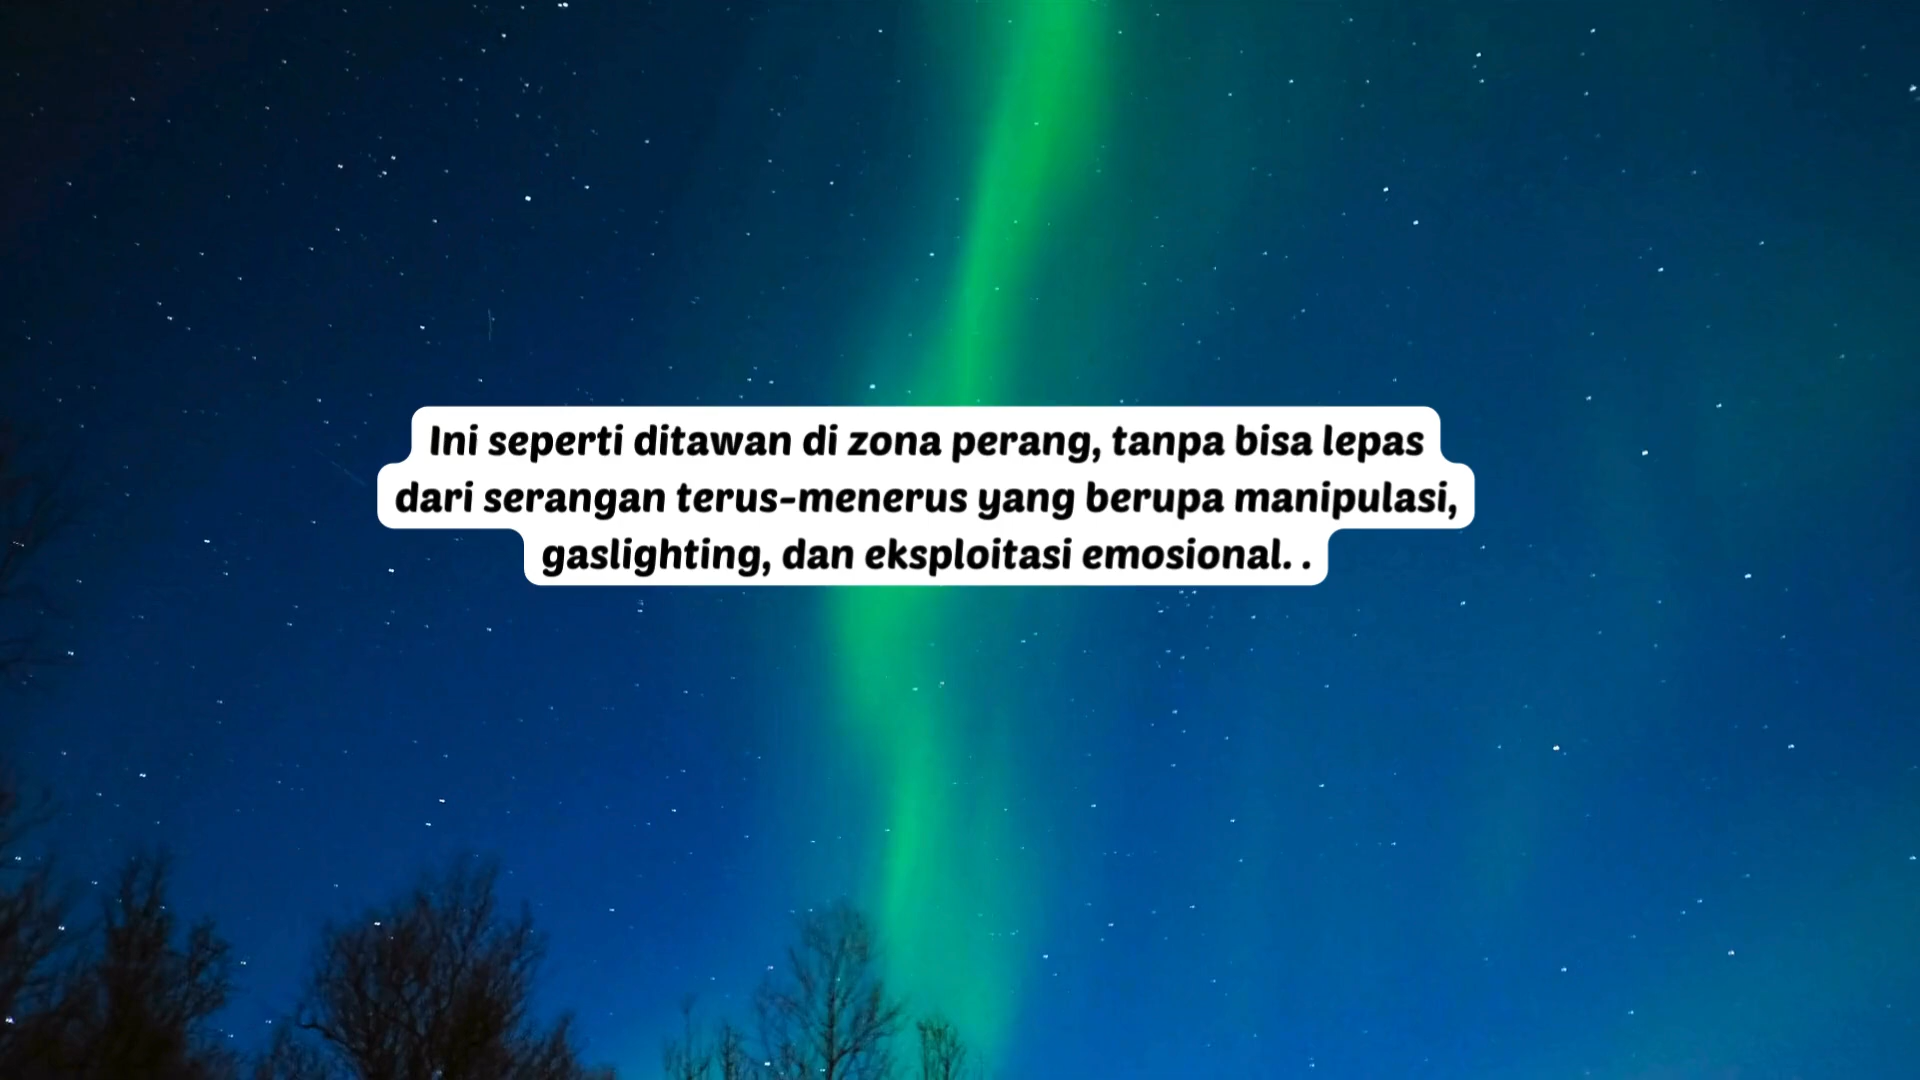 Ini seperti ditawan di zona perang, tanpa bisa lepas
dari serangan terus-menerus yang berupa manipulasi,
gaslighting, dan eksploitasi emosional. .